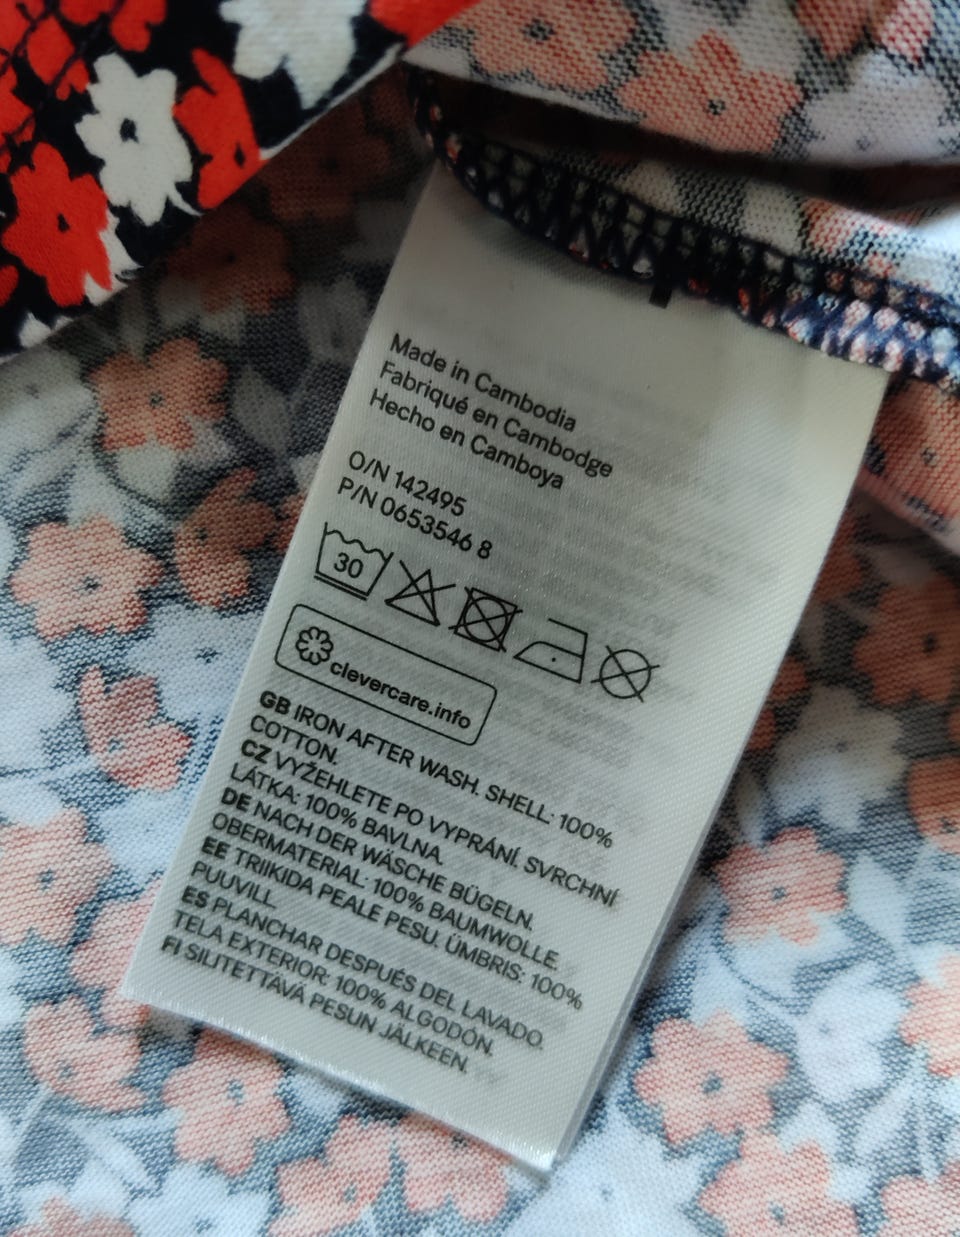 Made in Cambodia
Fabriqué en Cambodge
Hecho en Camboya
O/N 142495
P/N 0653546 8
30
clevercare.info
GB IRON AFTER WASH. SHELL: 100%
COTTON.
CZ VYŽEHLETE PO VYPRÁNÍ. SVRCHNÍ
LÁTKA: 100% BAVLNA.
DE NACH DER WÄSCHE BÜGELN.
OBERMATERIAL: 100% BAUMWOLLE.
EE TRIIKIDA PEALE PESU. ÜMBRIS: 100%
PUUVILL.
ES PLANCHAR DESPUÉS DEL LAVADO.
TELA EXTERIOR: 100% ALGODÓN.
FI SILITETTÄVÄ PESUN JÄLKEEN.